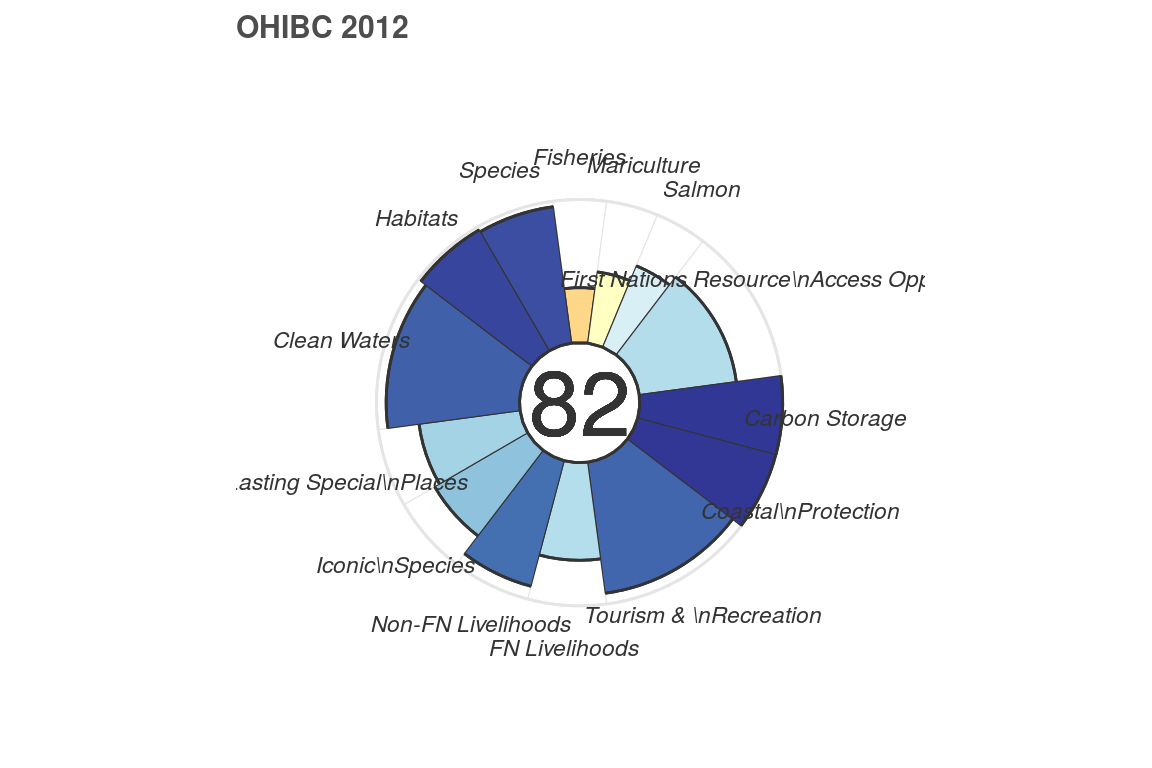 OHIBC 2012
Fisheries
Mariculture
Species
Salmon
Habitats
First Nations Resource\nAccess Opp
Clean Waters
82
Carbon Storage
asting Special\nPlaces
Coastal\nProtection
Iconic\nSpecies
Tourism & \nRecreation
Non-FN Livelihoods
FN Livelihoods